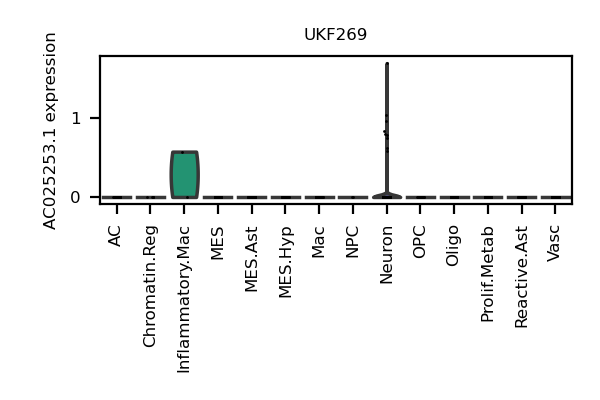 UKF269
AC025253.1 expression
1
0
AC
Chromatin.Reg
Inflammatory.Mac
MES
MES.Ast
MES.Hyp
Mac
NPC
Neuron
OPC
Oligo
Prolif.Metab
Reactive.Ast
Vasc